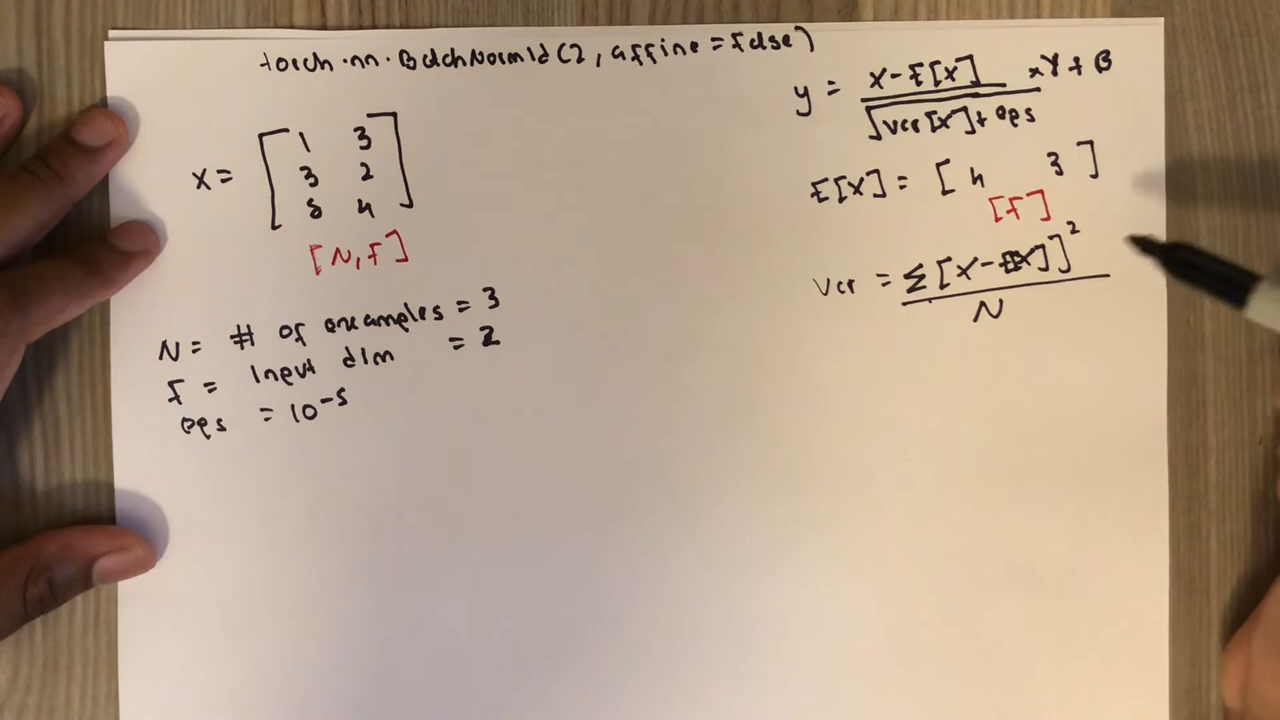 torch.nn.BatchNorm1d(2, affine=False)
y = x-E[x] / √var[x]+eps *γ+β
x = [ 1 3
3 2
8 4 ]
[N, F]
E[x] = [ 4 3 ]
[F]
var = Σ[x-E[x]]² / N
N = # of examples = 3
F = input dim = 2
eps = 10⁻⁵